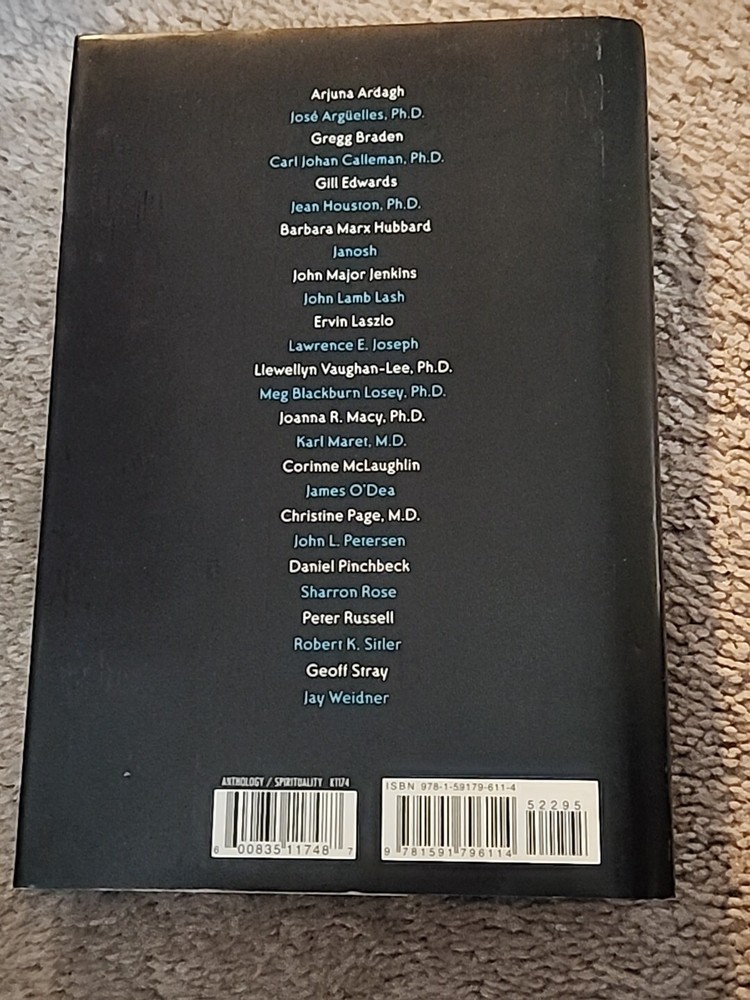 Arjuna Ardagh
José Argüelles, Ph.D.
Gregg Braden
Carl Johan Calleman, Ph.D.
Gill Edwards
Jean Houston, Ph.D.
Barbara Marx Hubbard
Janosh
John Major Jenkins
John Lamb Lash
Ervin Laszlo
Lawrence E. Joseph
Llewellyn Vaughan-Lee, Ph.D.
Meg Blackburn Losey, Ph.D.
Joanna R. Macy, Ph.D.
Karl Maret, M.D.
Corinne McLaughlin
James O'Dea
Christine Page, M.D.
John L. Petersen
Daniel Pinchbeck
Sharron Rose
Peter Russell
Robert K. Sitler
Geoff Stray
Jay Weidner
ANTHOLOGY / SPIRITUALITY K1174
6 00835 11748 7
ISBN 978-1-59179-611-4
52295
9 781591 796114